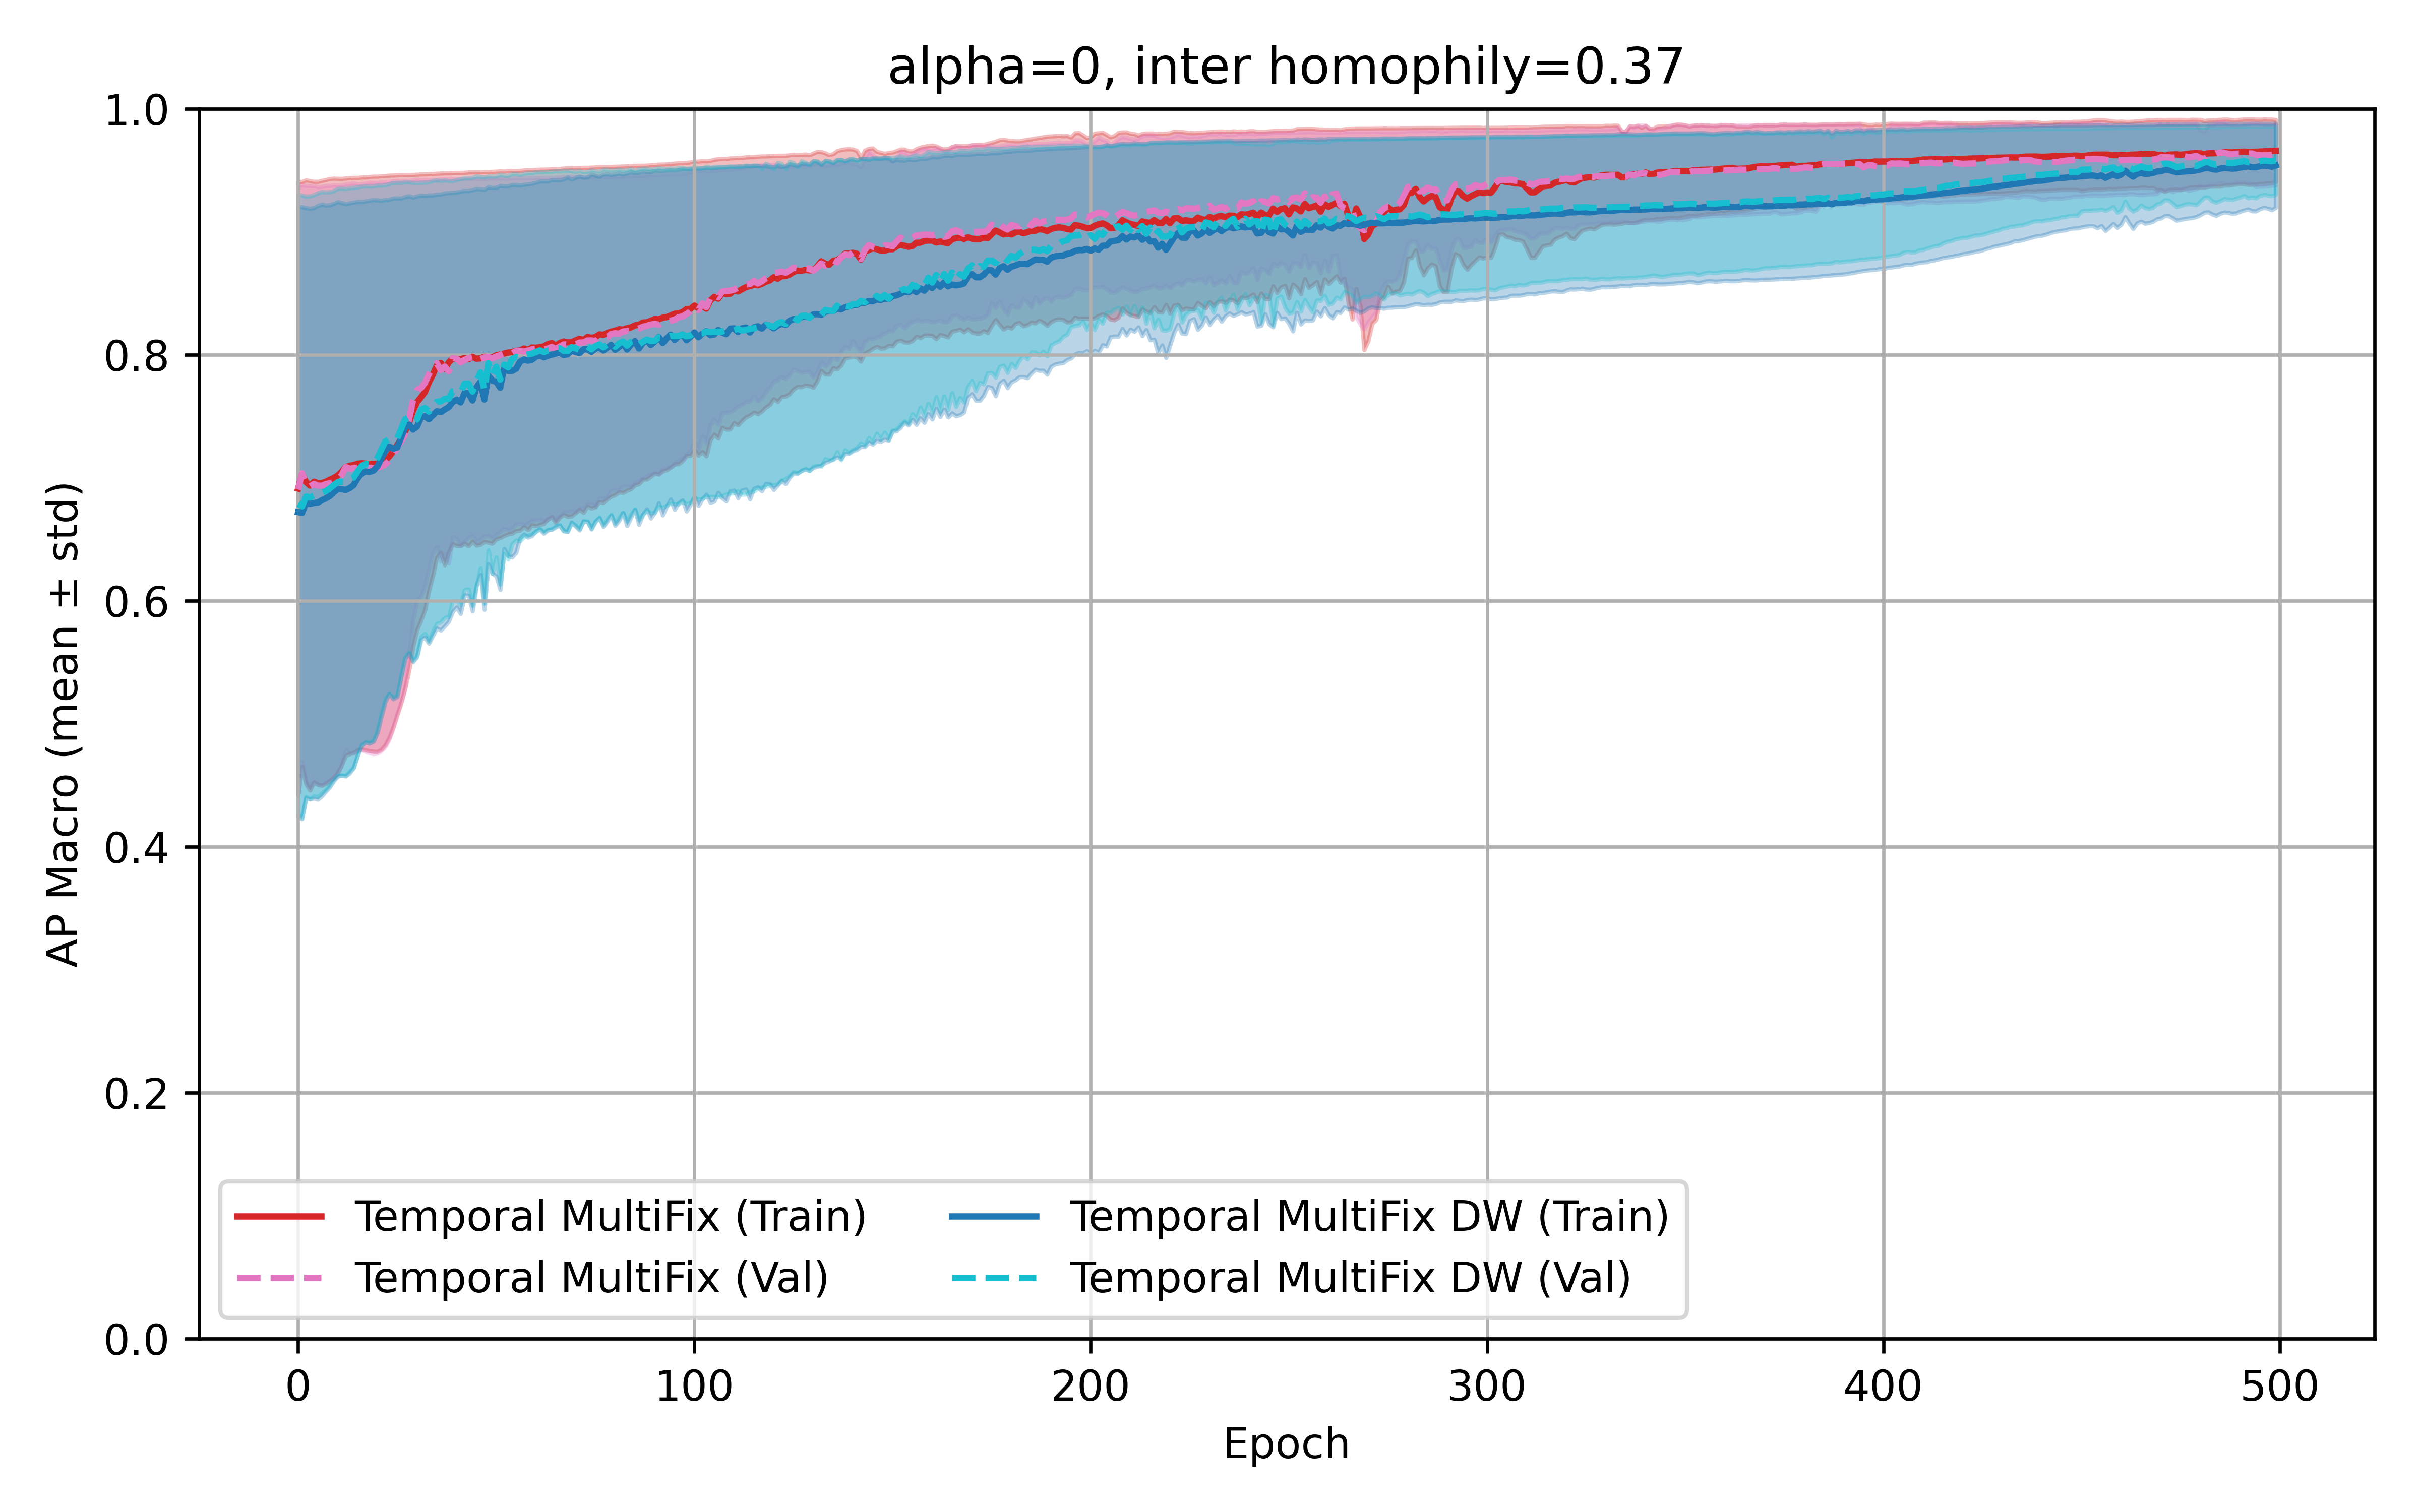 alpha=0, inter homophily=0.37
AP Macro (mean ± std)
1.0
0.8
0.6
0.4
0.2
0.0
Temporal MultiFix (Train)
Temporal MultiFix (Val)
Temporal MultiFix DW (Train)
Temporal MultiFix DW (Val)
0 100 200 300 400 500
Epoch